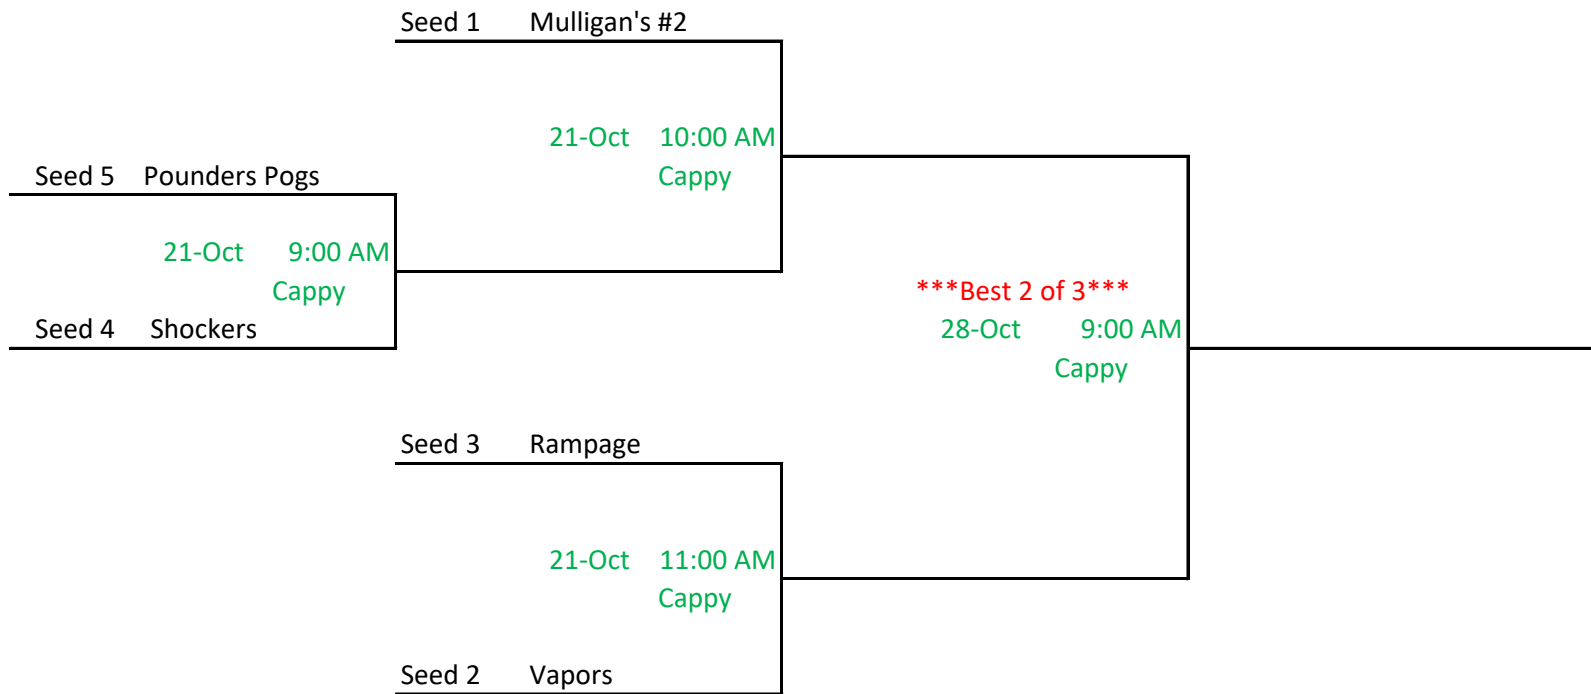 Seed 1 Mulligan's #2
21-Oct 10:00 AM
Cappy
Seed 5 Pounders Pogs
21-Oct 9:00 AM
Cappy
Seed 4 Shockers
***Best 2 of 3***
28-Oct 9:00 AM
Cappy
Seed 3 Rampage
21-Oct 11:00 AM
Cappy
Seed 2 Vapors